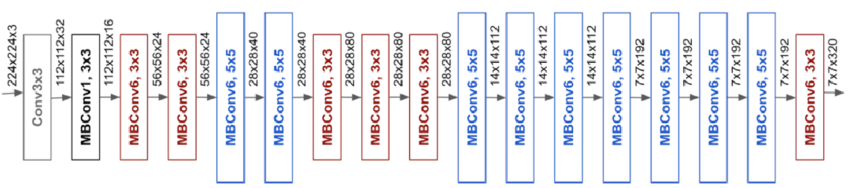 224x224x3
Conv3x3
112x112x32
MBConv1, 3x3
112x112x16
MBConv6, 3x3
56x56x24
MBConv6, 3x3
56x56x24
MBConv6, 5x5
28x28x40
MBConv6, 5x5
28x28x40
MBConv6, 3x3
28x28x80
MBConv6, 3x3
28x28x80
MBConv6, 3x3
28x28x80
MBConv6, 5x5
14x14x112
MBConv6, 5x5
14x14x112
MBConv6, 5x5
14x14x112
MBConv6, 5x5
7x7x192
MBConv6, 5x5
7x7x192
MBConv6, 5x5
7x7x192
MBConv6, 5x5
7x7x192
MBConv6, 3x3
7x7x320